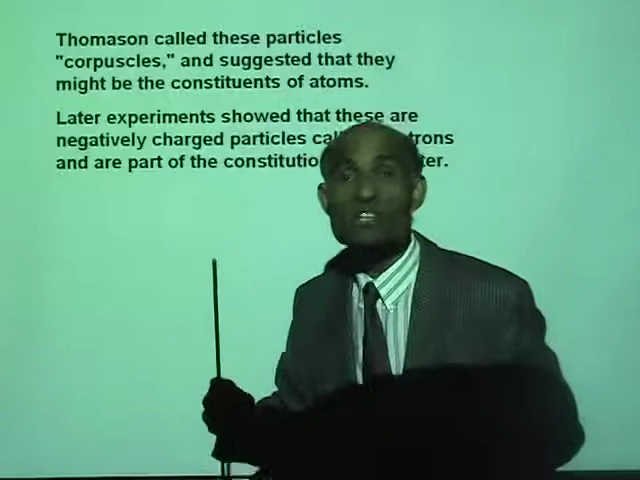 Thomason called these particles
"corpuscles," and suggested that they
might be the constituents of atoms.
Later experiments showed that these are
negatively charged particles
and are part of the